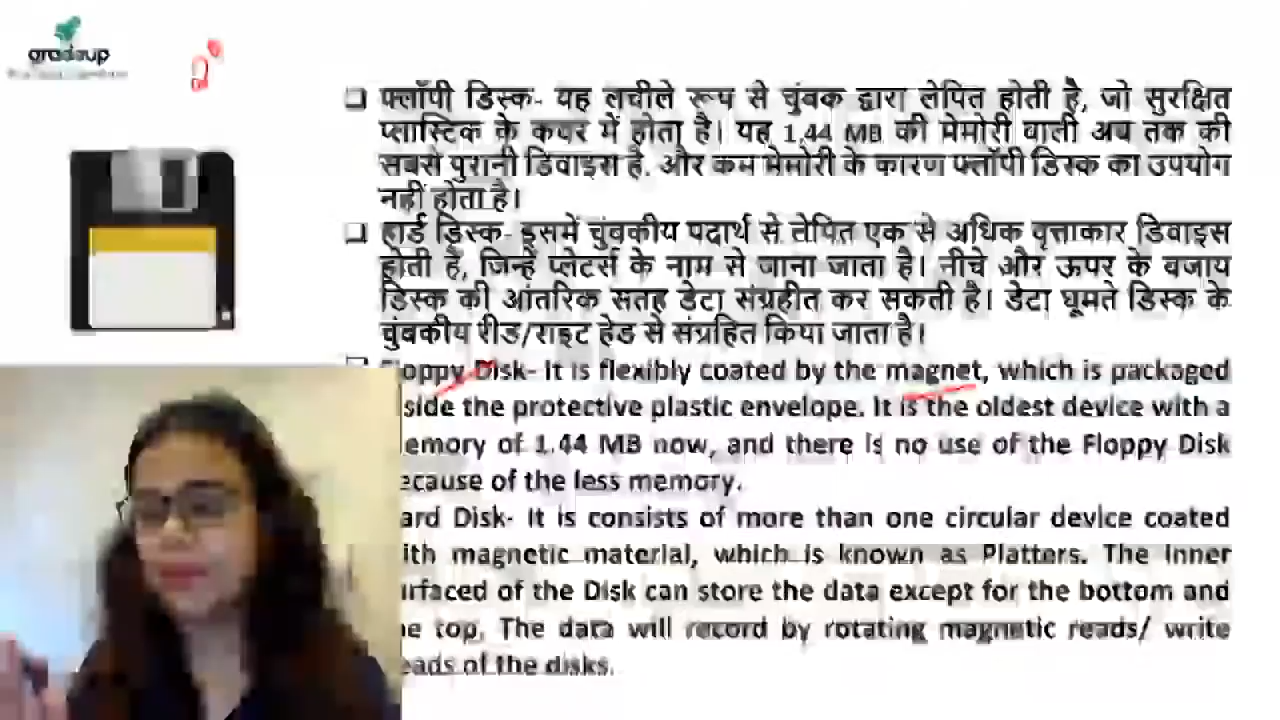 gradeup
फ्लॉपी डिस्क- यह लचीले रूप से चुंबक द्वारा लेपित होती है, जो सुरक्षित
प्लास्टिक के कवर में होता है। यह 1.44 MB की मेमोरी वाली अब तक की
सबसे पुरानी डिवाइस है. और कम मेमोरी के कारण फ्लॉपी डिस्क का उपयोग
नहीं होता है।
हार्ड डिस्क- इसमें चुंबकीय पदार्थ से लेपित एक से अधिक वृत्ताकार डिवाइस
होती है, जिन्हें प्लेटर्स के नाम से जाना जाता है। नीचे और ऊपर के बजाय
डिस्क की आंतरिक सतह डेटा संग्रहीत कर सकती है। डेटा घूमते डिस्क के
चुंबकीय रीड/राइट हेड से संग्रहित किया जाता है।
loppy Disk- It is flexibly coated by the magnet, which is packaged
side the protective plastic envelope. It is the oldest device with a
emory of 1.44 MB now, and there is no use of the Floppy Disk
ecause of the less memory.
ard Disk- It is consists of more than one circular device coated
ith magnetic material, which is known as Platters. The inner
urfaced of the Disk can store the data except for the bottom and
he top. The data will record by rotating magnetic reads/ write
eads of the disks.